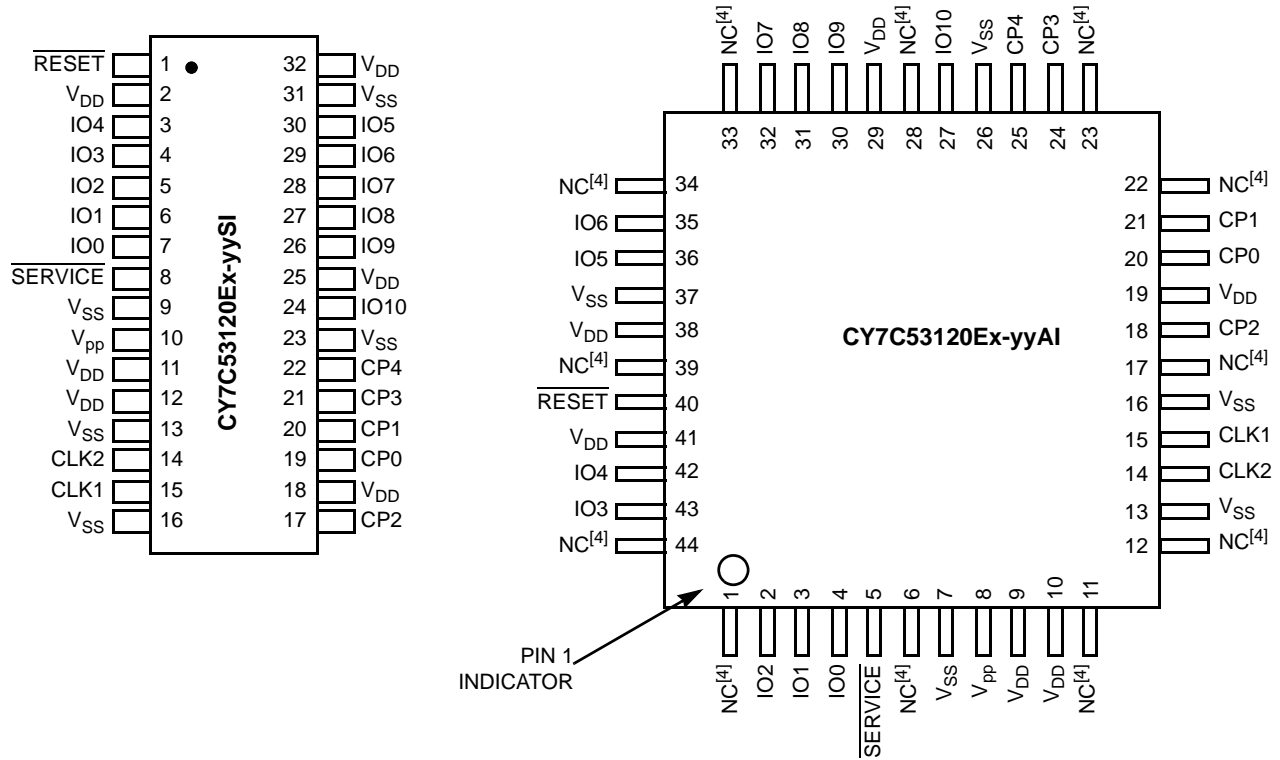 RESET 1 32 VDD
VDD 2 31 VSS
IO4 3 30 IO5
IO3 4 29 IO6
IO2 5 28 IO7
IO1 6 27 IO8
IO0 7 26 IO9
SERVICE 8 25 VDD
VSS 9 24 IO10
Vpp 10 23 VSS
VDD 11 22 CP4
VDD 12 21 CP3
VSS 13 20 CP1
CLK2 14 19 CP0
CLK1 15 18 VDD
VSS 16 17 CP2
CY7C53120Ex-yySI
NC[4] IO7 IO8 IO9 VDD NC[4] IO10 VSS CP4 CP3 NC[4]
33 32 31 30 29 28 27 26 25 24 23
NC[4] 34 22 NC[4]
IO6 35 21 CP1
IO5 36 20 CP0
VSS 37 19 VDD
VDD 38 18 CP2
CY7C53120Ex-yyAI
NC[4] 39 17 NC[4]
RESET 40 16 VSS
VDD 41 15 CLK1
IO4 42 14 CLK2
IO3 43 13 VSS
NC[4] 44 12 NC[4]
1 2 3 4 5 6 7 8 9 10 11
NC[4] IO2 IO1 IO0 SERVICE NC[4] VSS Vpp VDD VDD NC[4]
PIN 1
INDICATOR